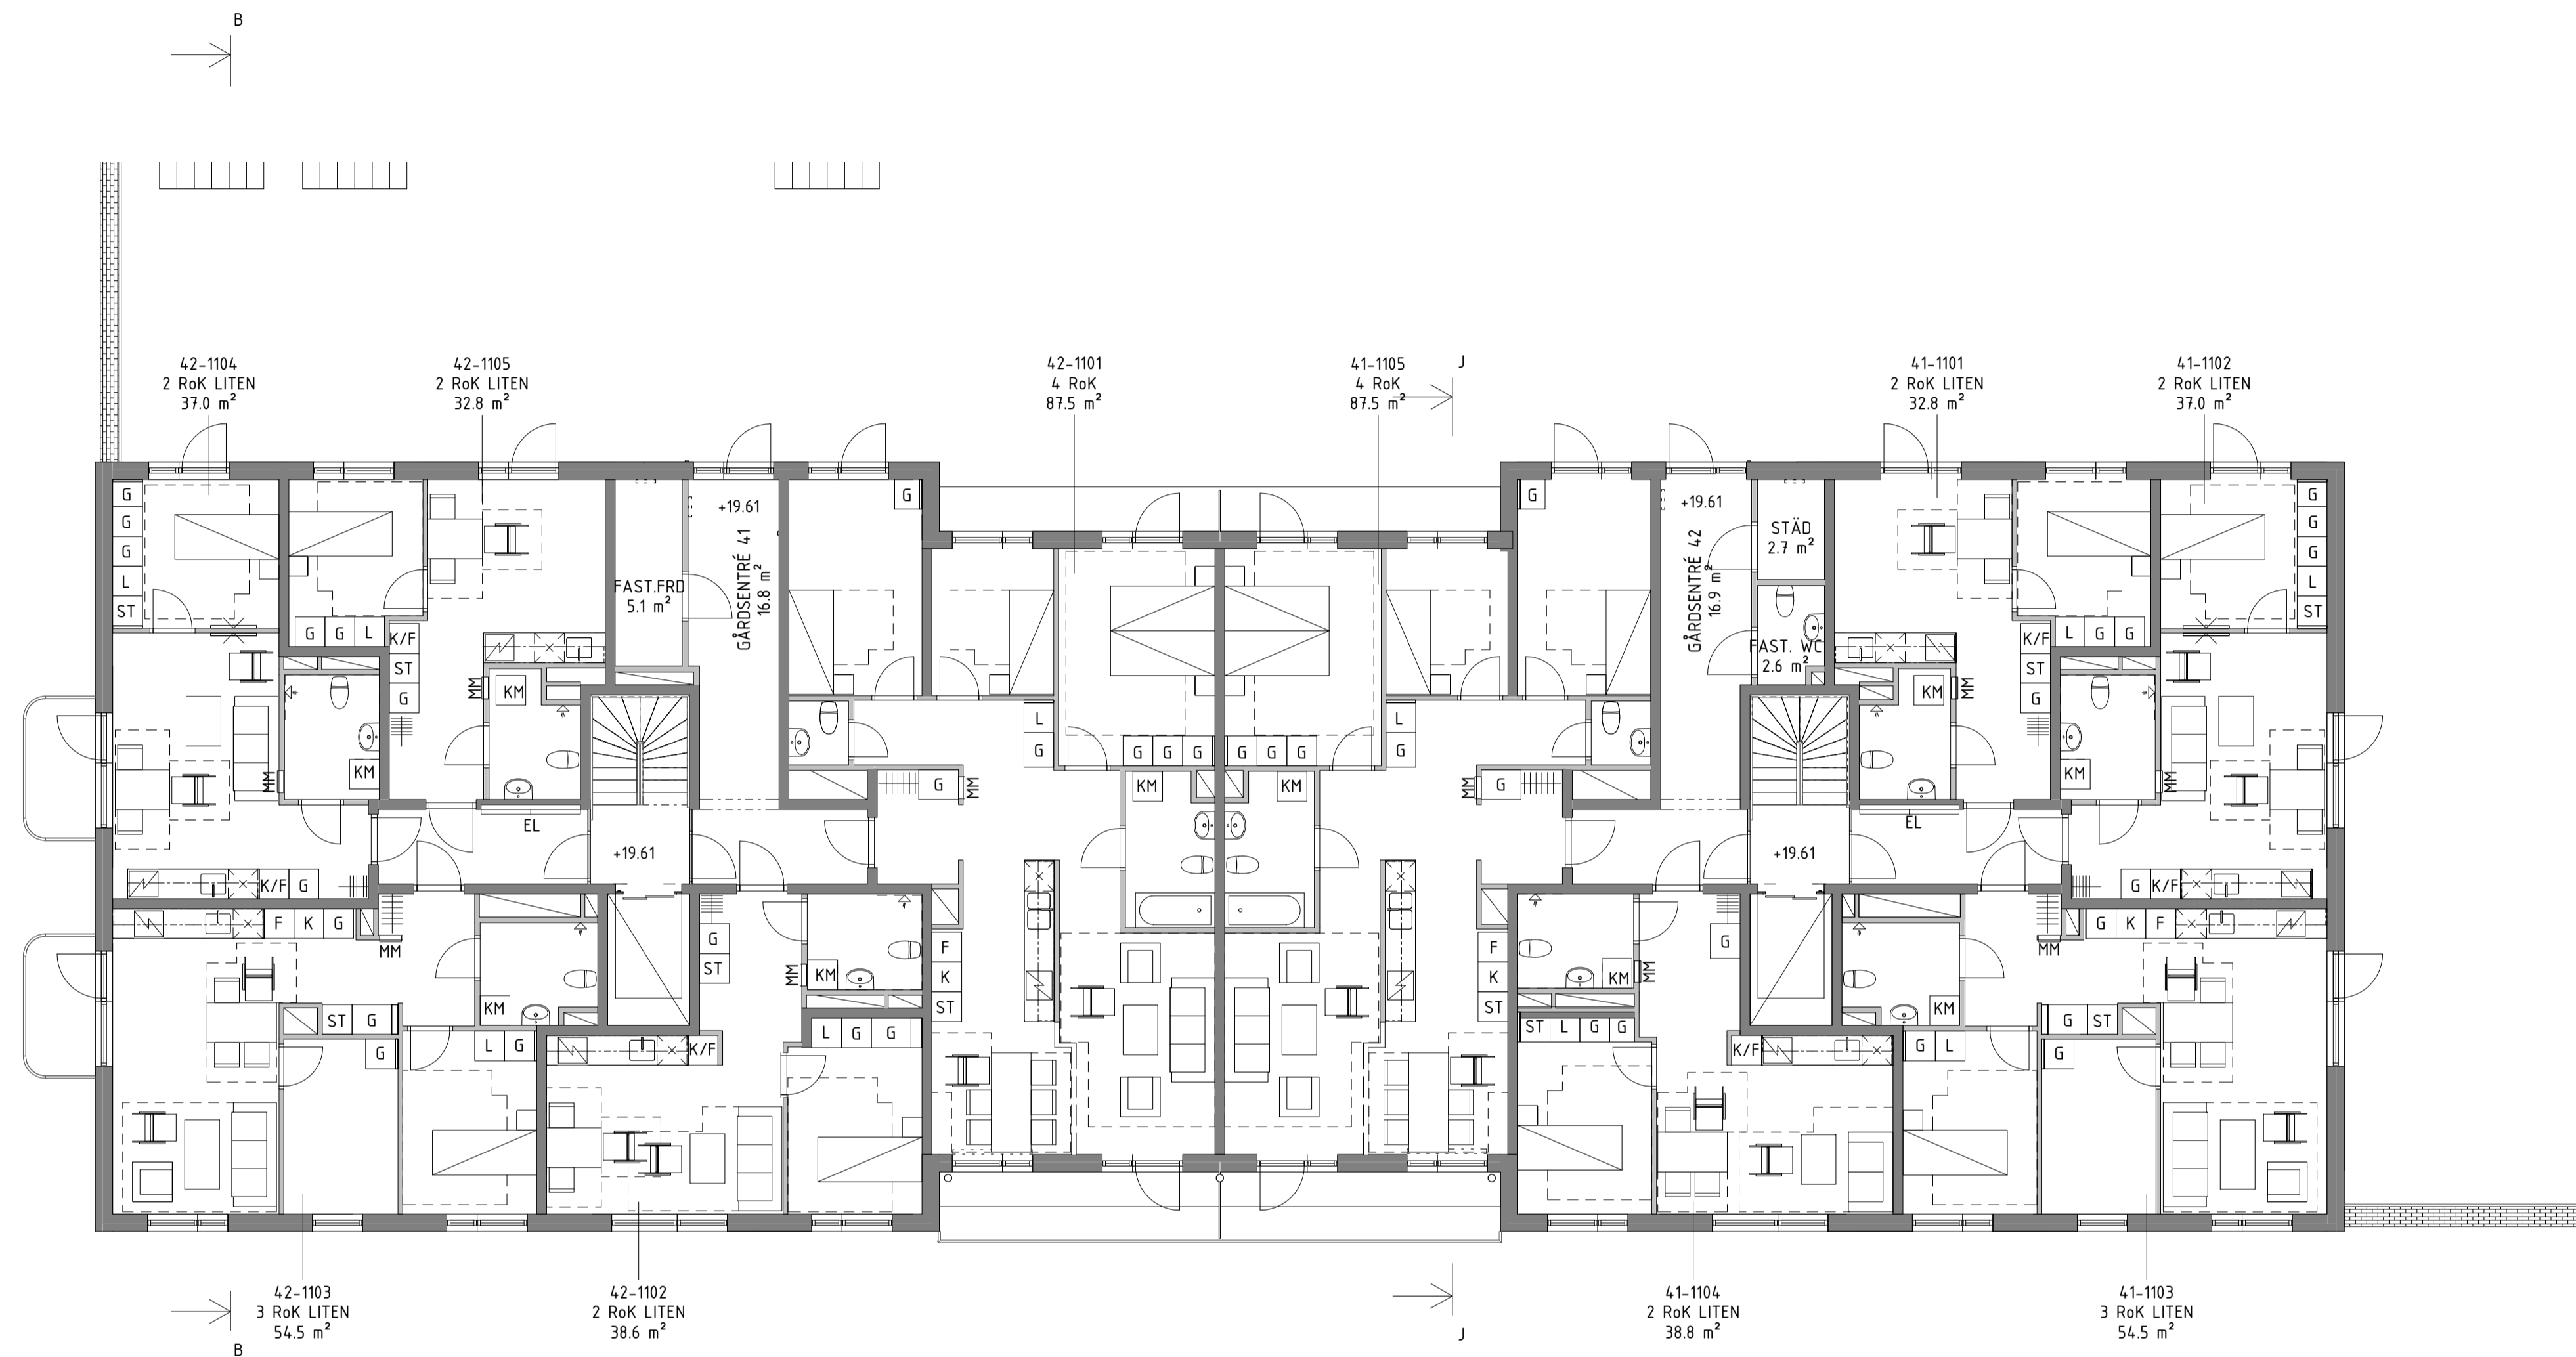 B
42-1104
2 RoK LITEN
37.0 m²
42-1105
2 RoK LITEN
32.8 m²
42-1101
4 RoK
87.5 m²
41-1105
4 RoK
87.5 m²
J
41-1101
2 RoK LITEN
32.8 m²
41-1102
2 RoK LITEN
37.0 m²
G
G
G
L
ST
G G L
K/F
ST
G
MM
KM
FAST.FRD
5.1 m²
+19.61
GÅRDSENTRÉ 41
16.8 m²
G
L
G
G G G
G G G
L
G
G
+19.61
GÅRDSENTRÉ 42
16.9 m²
STÄD
2.7 m²
FAST. WC
2.6 m²
K/F
ST
G
L G G
G
G
G
L
ST
KM
MM
KM
MM
G
MM
KM
KM
MM
G
KM
MM
EL
+19.61
+19.61
EL
K/F G
G K/F
F K G
MM
ST G
G
L G
KM
G
ST
MM
KM
K/F
L G G
F
K
ST
F
K
ST
KM
MM
G
ST L G G
K/F
KM
G L
MM
G K F
G ST
G
42-1103
3 RoK LITEN
54.5 m²
42-1102
2 RoK LITEN
38.6 m²
41-1104
2 RoK LITEN
38.8 m²
41-1103
3 RoK LITEN
54.5 m²
B
J